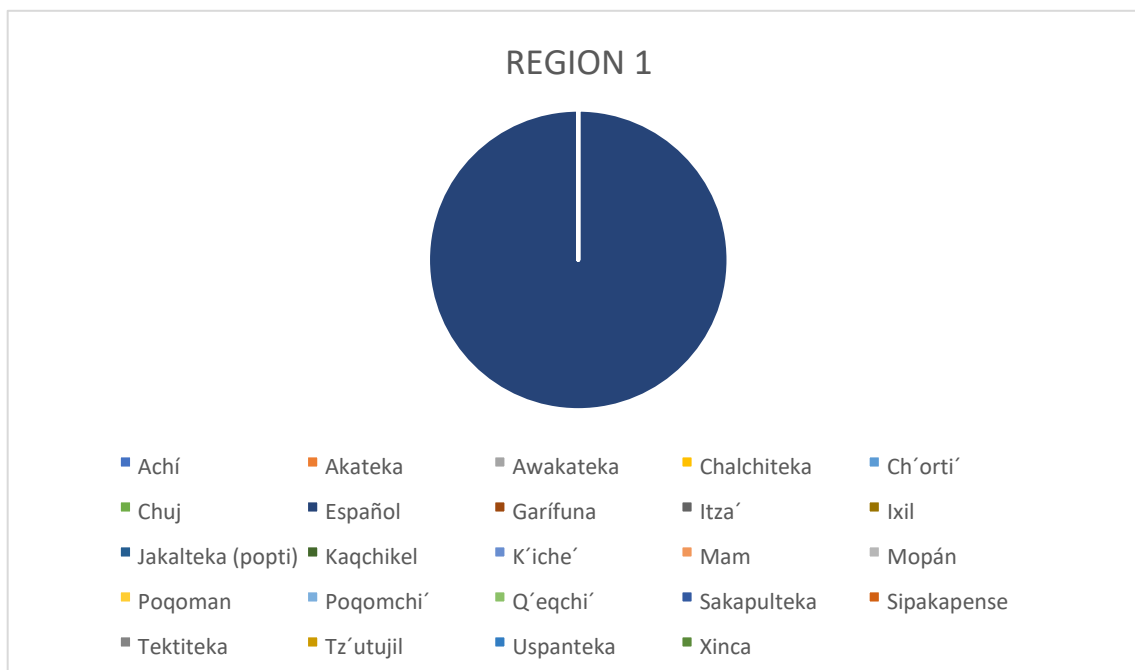 REGION 1
Achí Akateka Awakateka Chalchiteka Ch´orti´
Chuj Español Garífuna Itza´ Ixil
Jakalteka (popti) Kaqchikel K´iche´ Mam Mopán
Poqoman Poqomchi´ Q´eqchi´ Sakapulteka Sipakapense
Tektiteka Tz´utujil Uspanteka Xinca